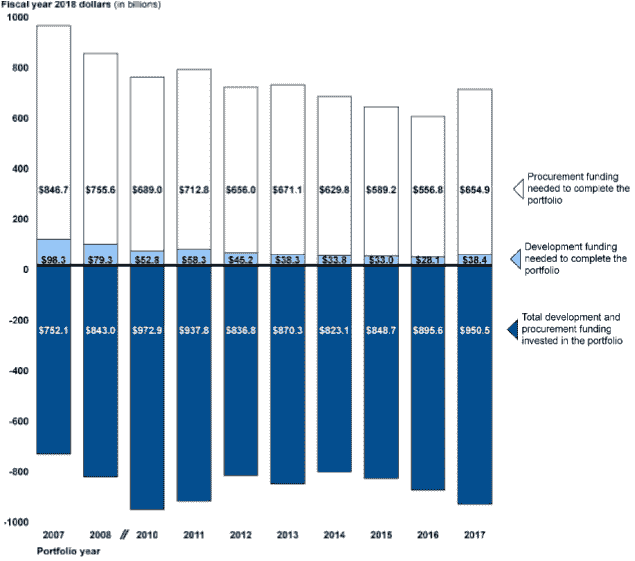 Fiscal year 2018 dollars (in billions)
1000
800
600
400
200
0
-200
-400
-600
-800
-1000
$846.7 $755.6 $689.0 $712.8 $656.0 $671.1 $629.8 $589.2 $556.8 $654.9
$98.3 $79.3 $52.8 $58.3 $45.2 $38.3 $33.8 $33.0 $28.1 $38.4
$752.1 $843.0 $972.9 $937.8 $836.8 $870.3 $823.1 $848.7 $895.6 $950.5
Procurement funding
needed to complete the
portfolio
Development funding
needed to complete the
portfolio
Total development and
procurement funding
invested in the portfolio
2007 2008 // 2010 2011 2012 2013 2014 2015 2016 2017
Portfolio year